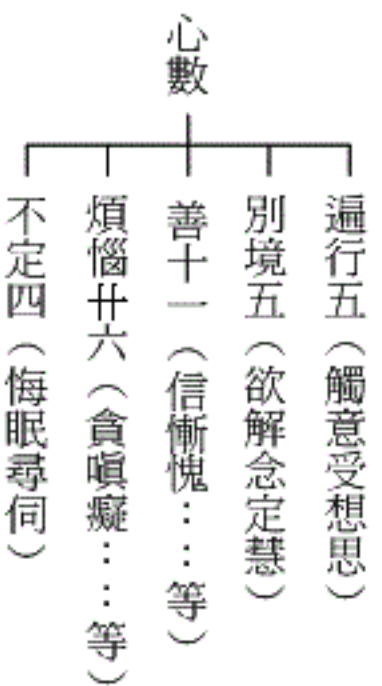 心數
遍行五（觸意受想思）
別境五（欲解念定慧）
善十一（信慚愧……等）
煩惱廿六（貪嗔癡……等）
不定四（悔眠尋伺）